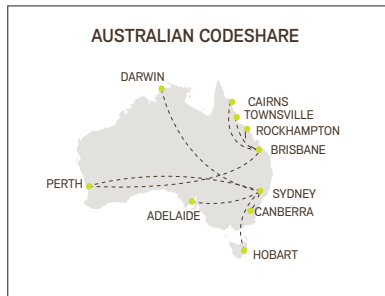 AUSTRALIAN CODESHARE
DARWIN
CAIRNS
TOWNSVILLE
ROCKHAMPTON
BRISBANE
PERTH
SYDNEY
ADELAIDE
CANBERRA
HOBART